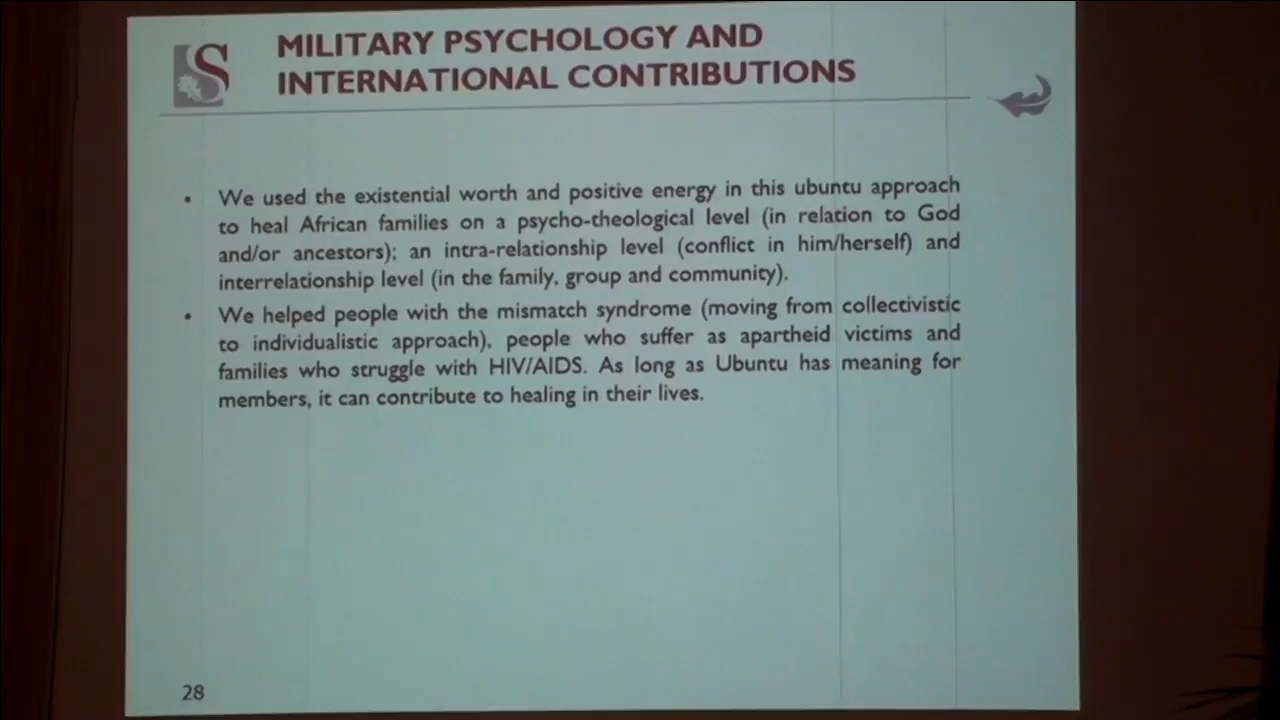 S
MILITARY PSYCHOLOGY AND
INTERNATIONAL CONTRIBUTIONS
• We used the existential worth and positive energy in this ubuntu approach
to heal African families on a psycho-theological level (in relation to God
and/or ancestors); an intra-relationship level (conflict in him/herself) and
interrelationship level (in the family, group and community).
• We helped people with the mismatch syndrome (moving from collectivistic
to individualistic approach), people who suffer as apartheid victims and
families who struggle with HIV/AIDS. As long as Ubuntu has meaning for
members, it can contribute to healing in their lives.
28